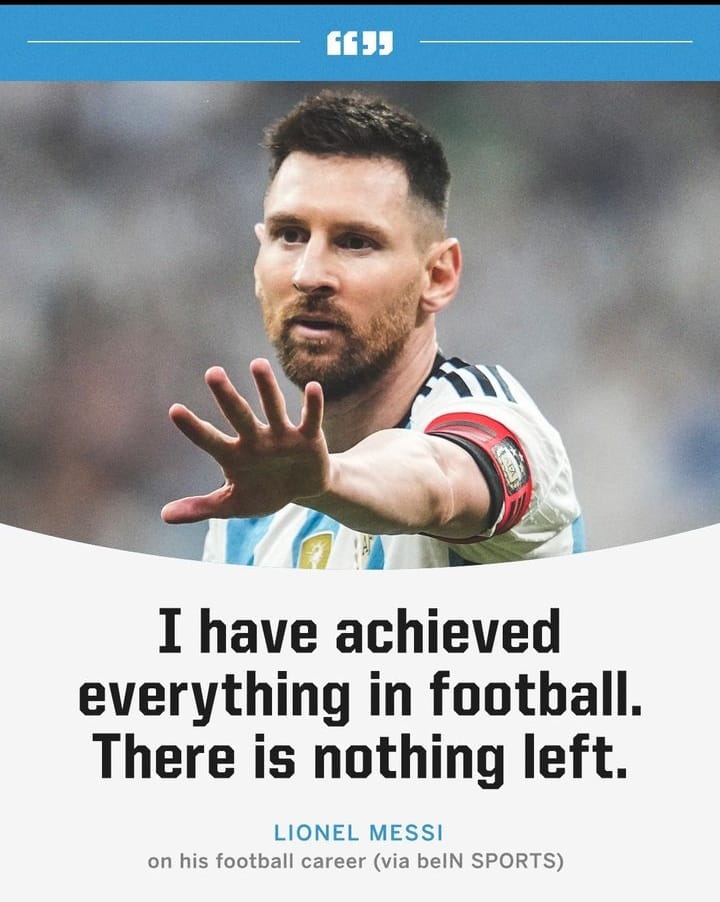 I have achieved
everything in football.
There is nothing left.
LIONEL MESSI
on his football career (via beIN SPORTS)